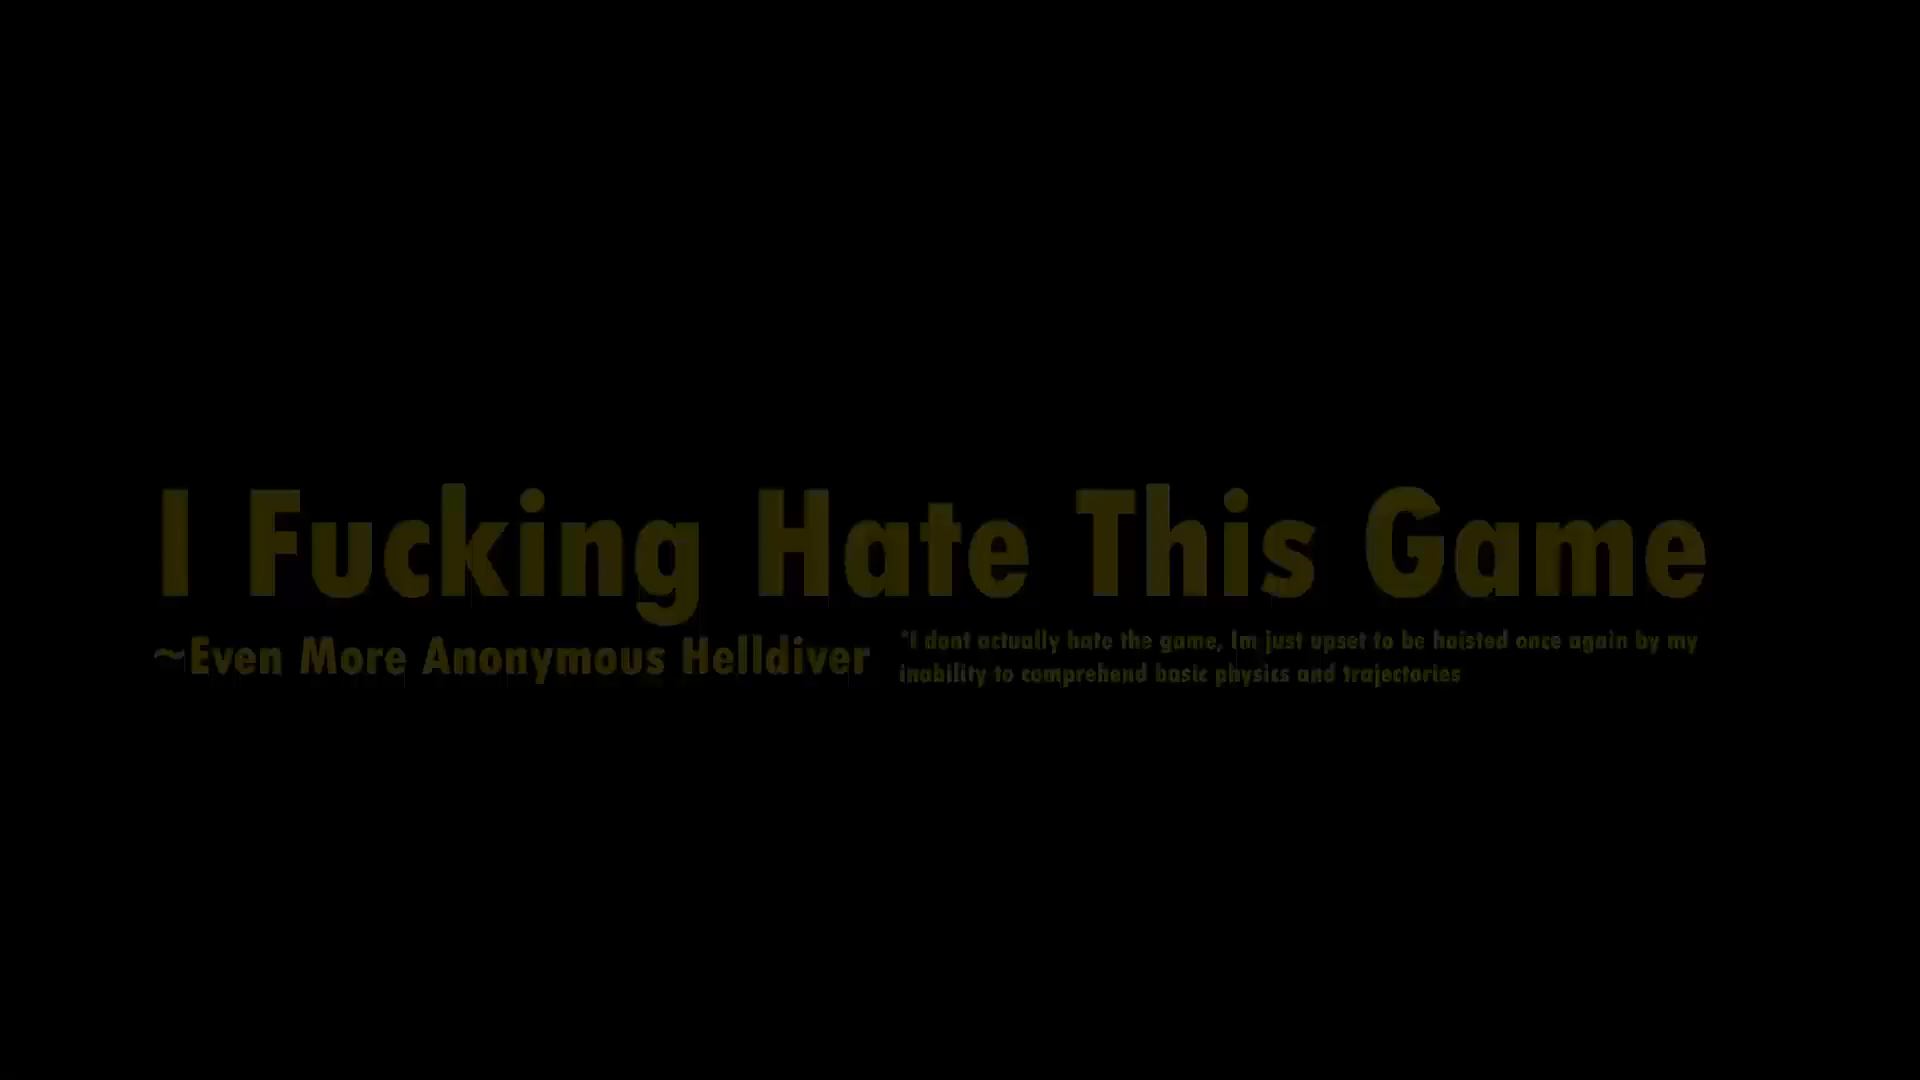 I Fucking Hate This Game
~Even More Anonymous Helldiver
*I dont actually hate the game, Im just upset to be hoisted once again by my
inability to comprehend basic physics and trajectories